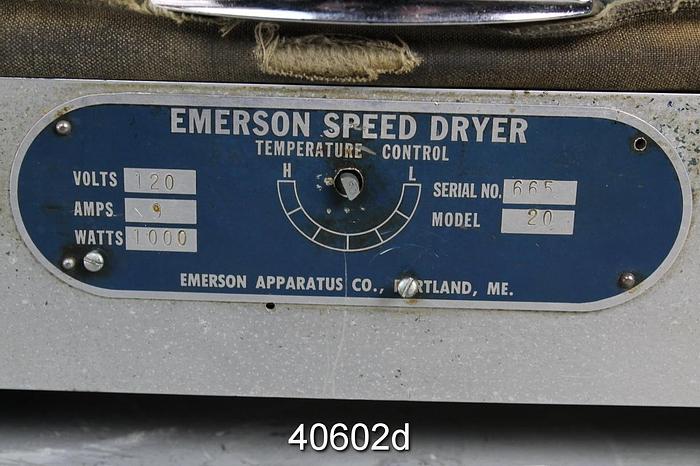 EMERSON SPEED DRYER
TEMPERATURE CONTROL
H L
VOLTS 120
AMPS 9
WATTS 1000
SERIAL NO. 665
MODEL 20
EMERSON APPARATUS CO., ME.
40602d